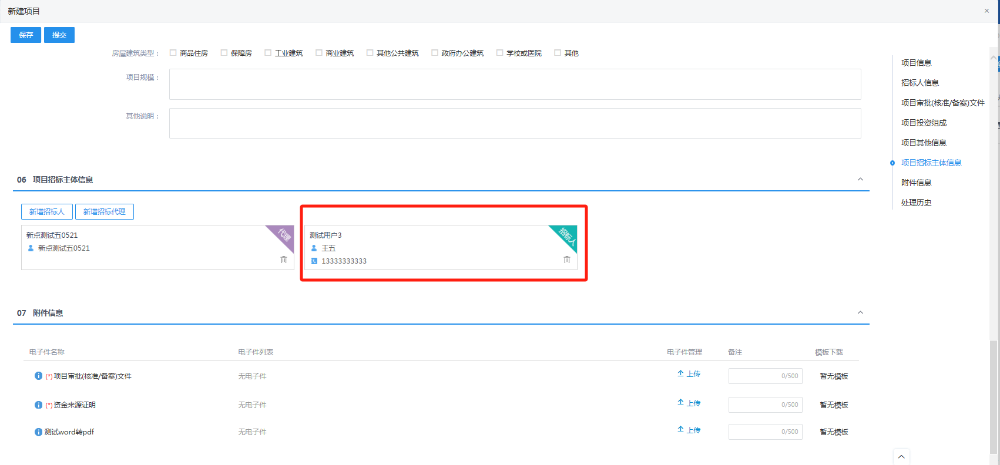 新建项目
保存 提交
房屋建筑类型： 商品住房 保障房 工业建筑 商业建筑 其他公共建筑 政府办公建筑 学校或医院 其他
项目规模：
其他说明：
06 项目招标主体信息
新增招标人 新增招标代理
新点测试五0521
代理
新点测试五0521
测试用户3
招标人
王五
13333333333
07 附件信息
电子件名称 电子件列表 电子件管理 备注 模板下载
(*)项目审批(核准/备案)文件 无电子件 上传 0/500 暂无模板
(*)资金来源证明 无电子件 上传 0/500 暂无模板
测试word转pdf 无电子件 上传 0/500 暂无模板
项目信息
招标人信息
项目审批(核准/备案)文件
项目投资组成
项目其他信息
项目招标主体信息
附件信息
处理历史